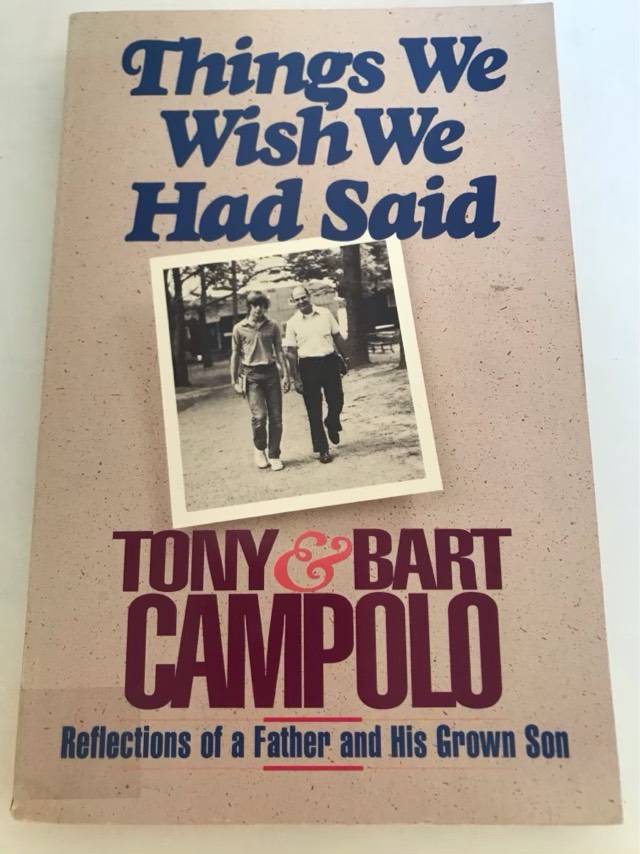 Things We
Wish We
Had Said
TONY & BART
CAMPOLO
Reflections of a Father and His Grown Son